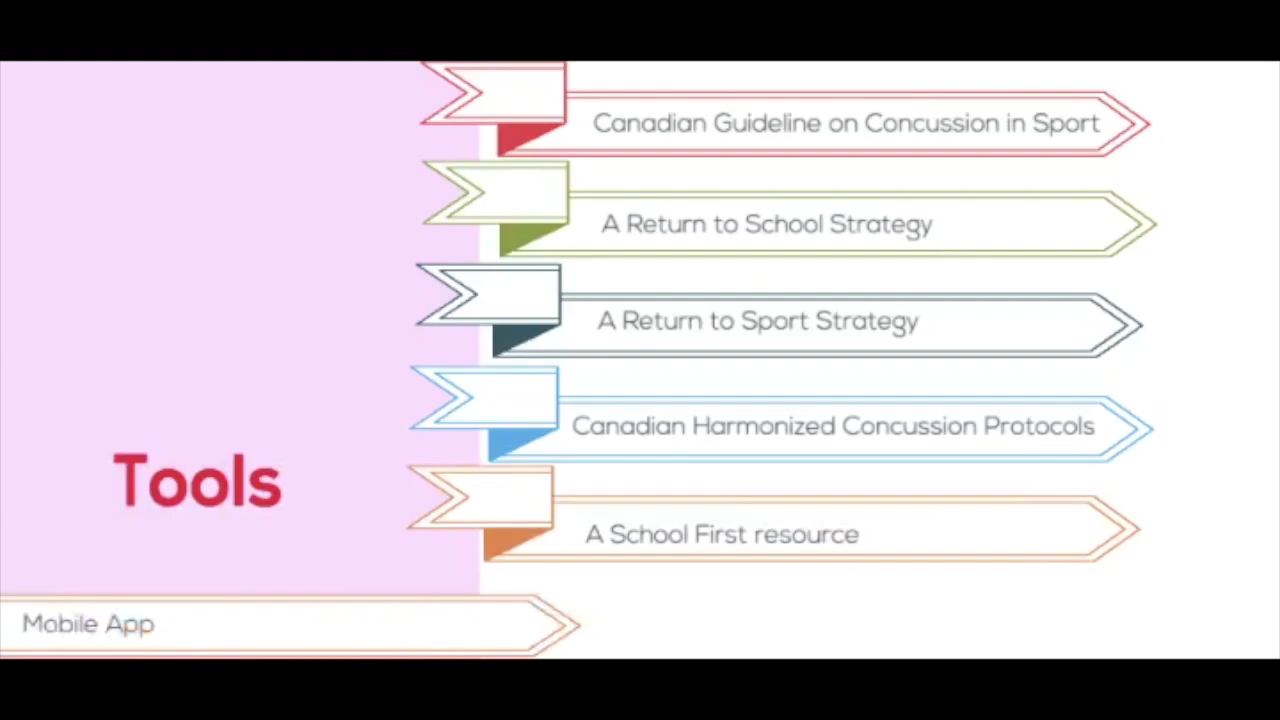 Canadian Guideline on Concussion in Sport
A Return to School Strategy
A Return to Sport Strategy
Canadian Harmonized Concussion Protocols
Tools
A School First resource
Mobile App